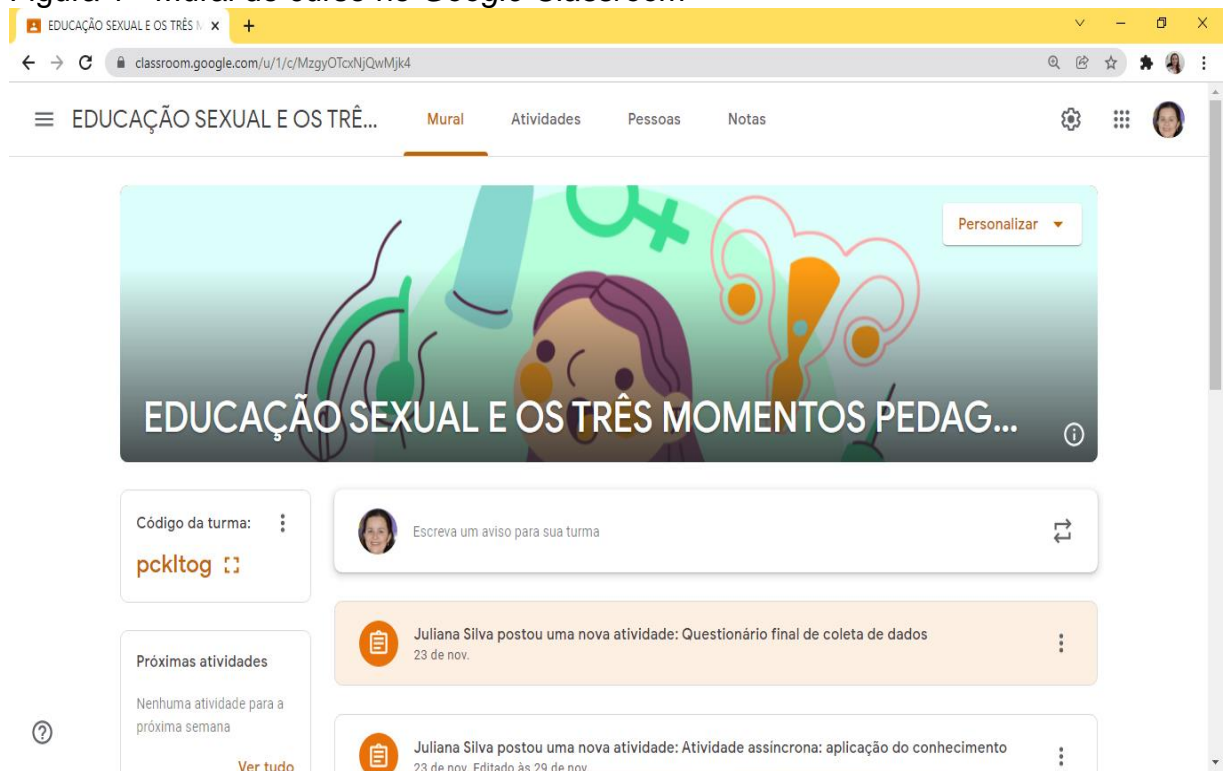 Figura 1 - Mural do curso no Google Classroom
EDUCAÇÃO SEXUAL E OS TRÊS
classroom.google.com/u/1/c/MzgyOTcxNjQwMjk4
EDUCAÇÃO SEXUAL E OS TRÊ...
Mural Atividades Pessoas Notas
Personalizar
EDUCAÇÃO SEXUAL E OS TRÊS MOMENTOS PEDAG...
Código da turma:
pckltog
Escreva um aviso para sua turma
Juliana Silva postou uma nova atividade: Questionário final de coleta de dados
23 de nov.
Próximas atividades
Nenhuma atividade para a
próxima semana
Ver tudo
Juliana Silva postou uma nova atividade: Atividade assíncrona: aplicação do conhecimento
23 de nov. Editado às 29 de nov.